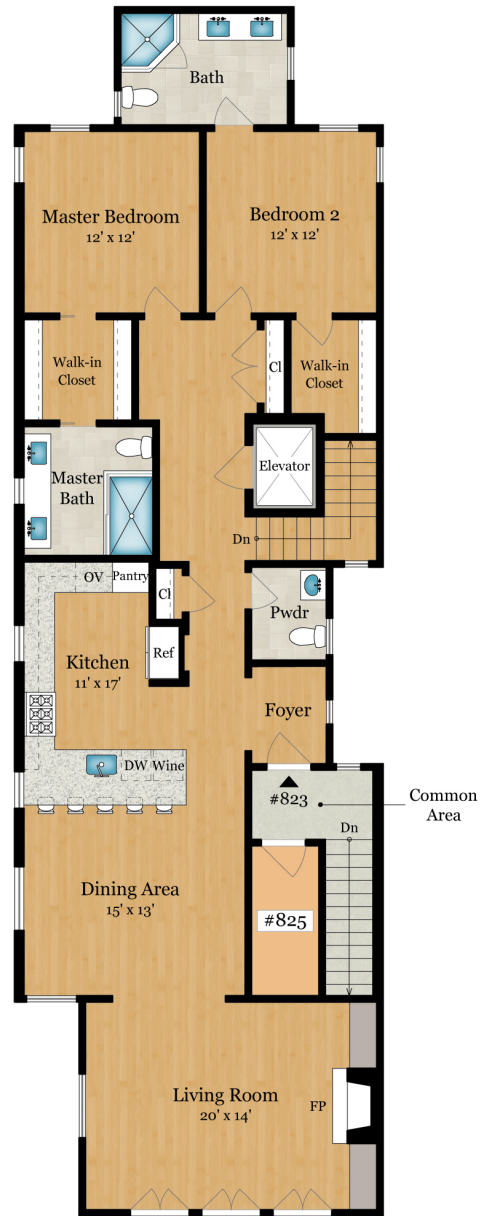 Bath
Master Bedroom
12' x 12'
Bedroom 2
12' x 12'
Walk-in
Closet
Cl
Walk-in
Closet
Elevator
Master
Bath
Dn
OV
Pantry
Cl
Pwdr
Kitchen
11' x 17'
Ref
Foyer
DW
Wine
#823
Common
Area
Dn
Dining Area
15' x 13'
#825
Living Room
20' x 14'
FP